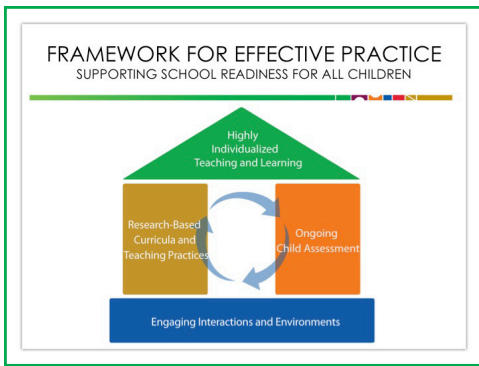 FRAMEWORK FOR EFFECTIVE PRACTICE
SUPPORTING SCHOOL READINESS FOR ALL CHILDREN
Highly
Individualized
Teaching and Learning
Research-Based
Curricula and
Teaching Practices
Ongoing
Child Assessment
Engaging Interactions and Environments